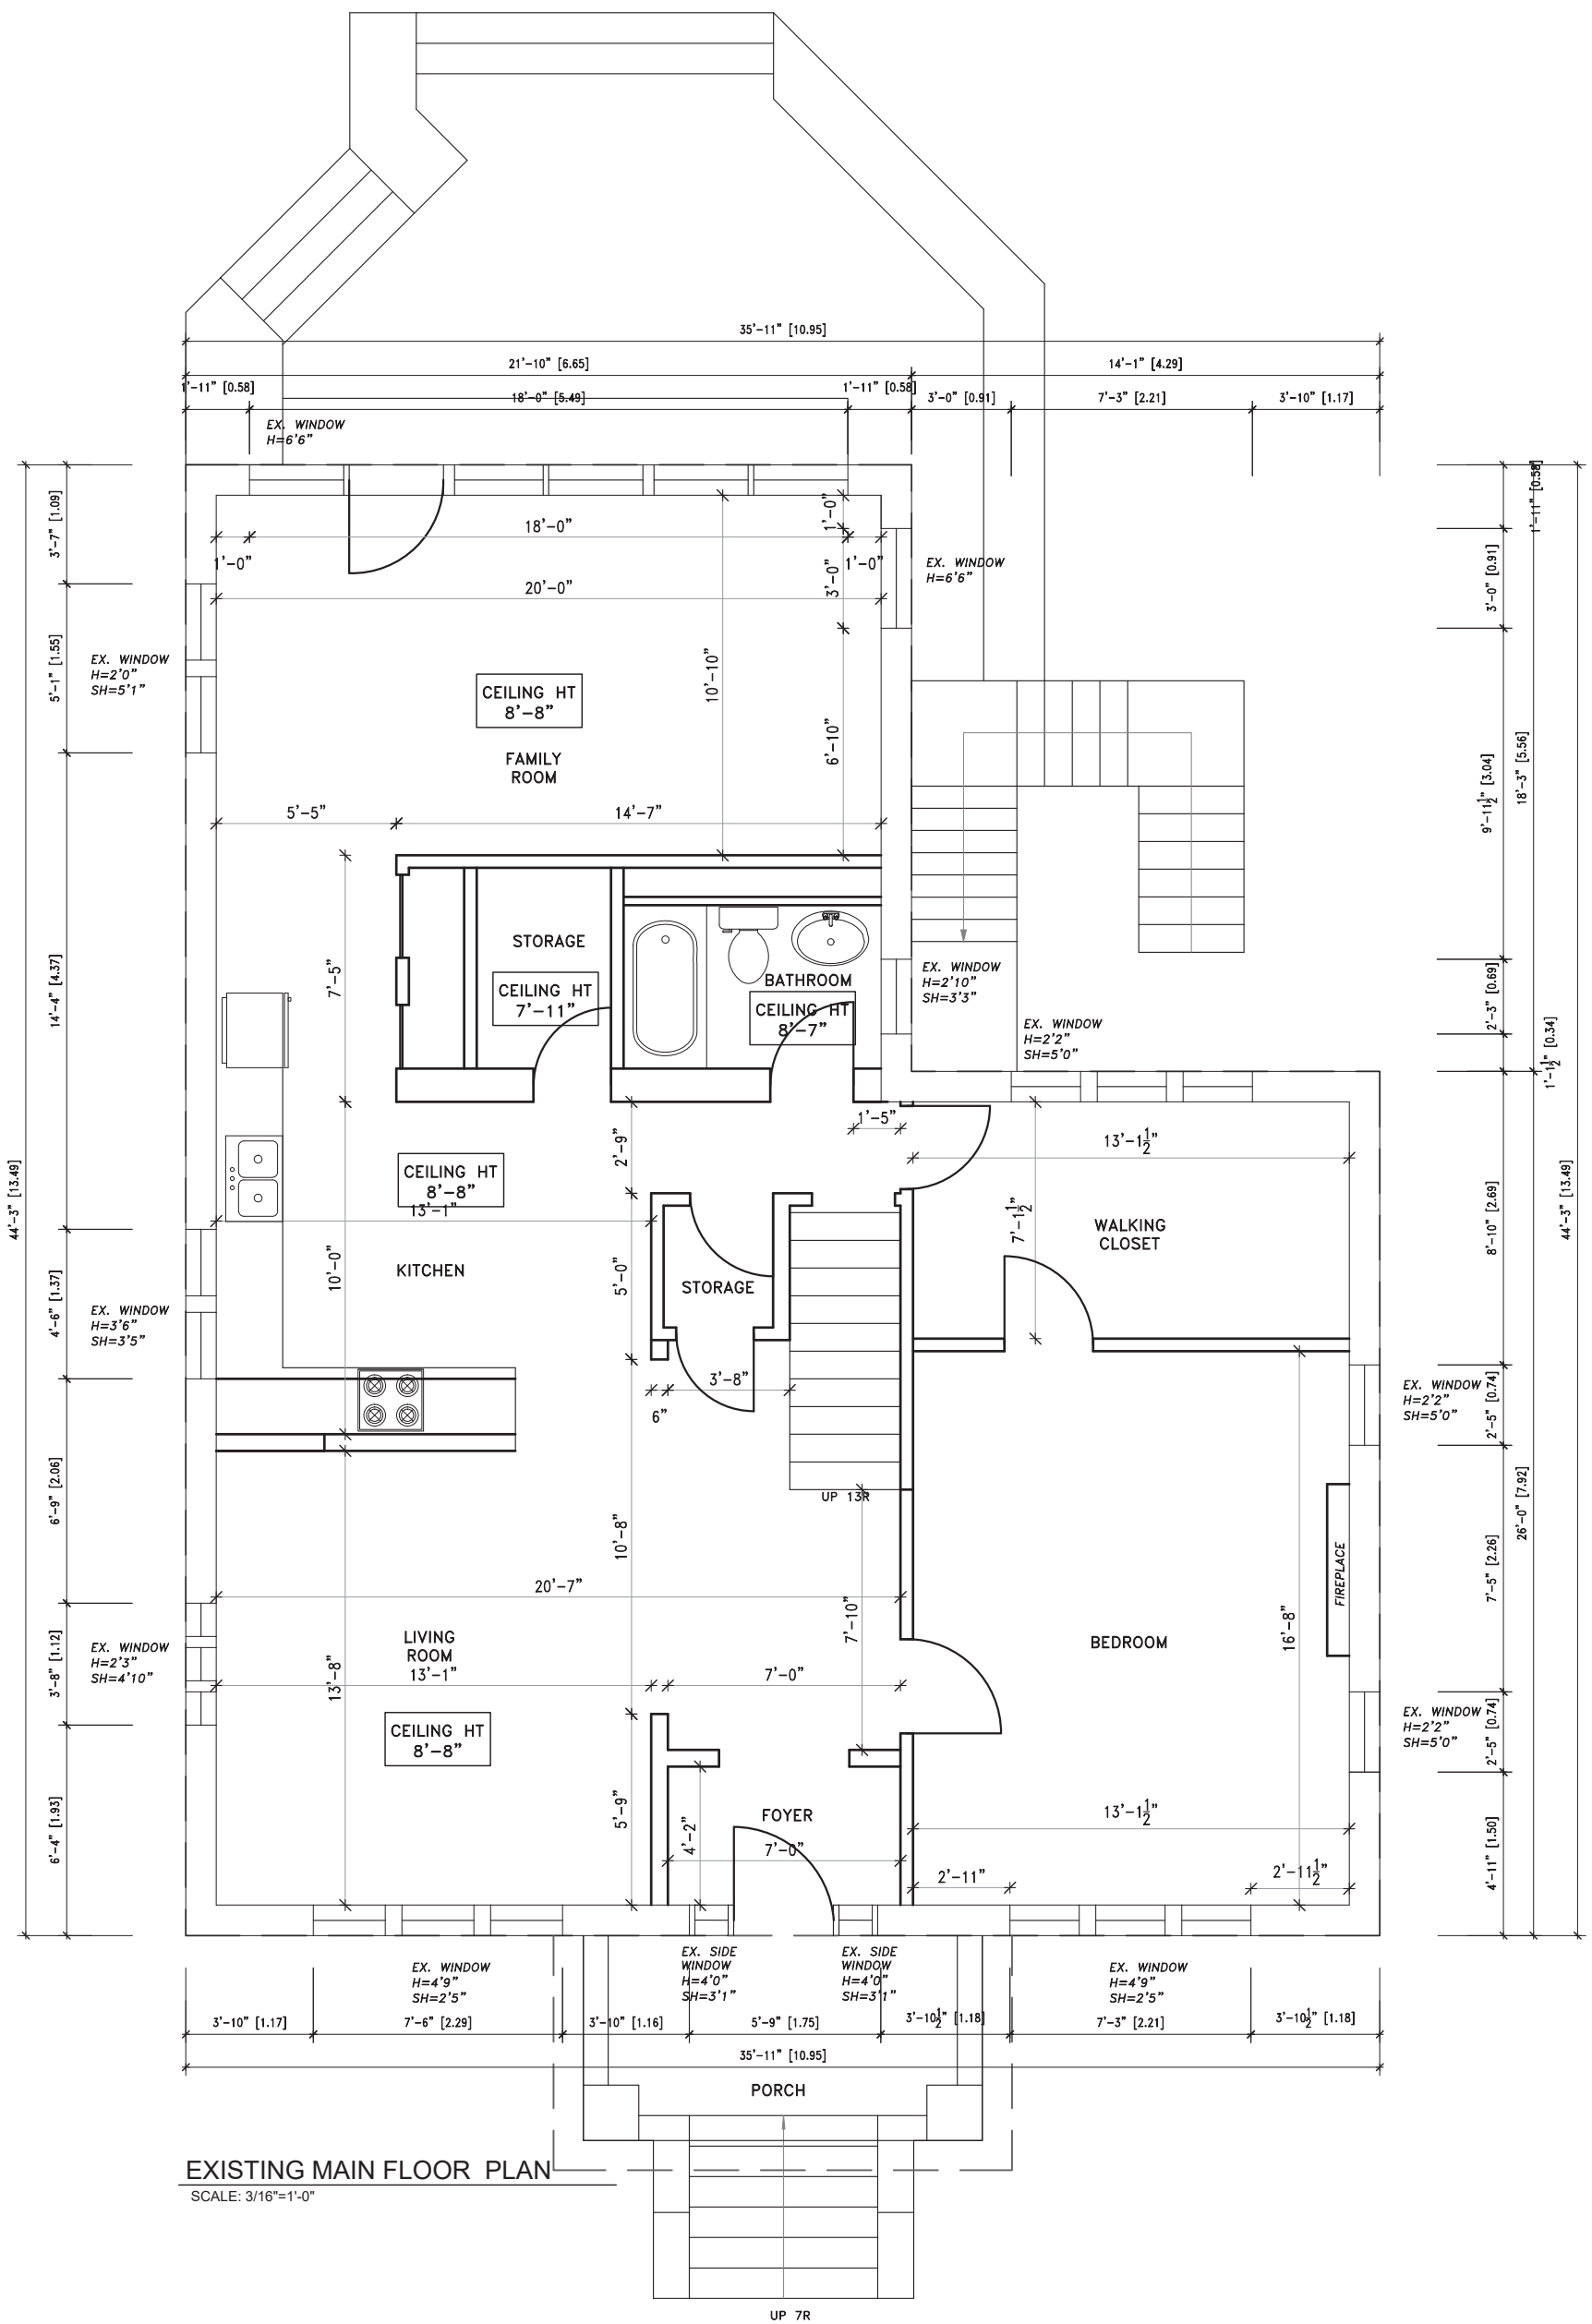 35'-11" [10.95]
21'-10" [6.65]
14'-1" [4.29]
1'-11" [0.58]
18'-0" [5.49]
1'-11" [0.58]
3'-0" [0.91]
7'-3" [2.21]
3'-10" [1.17]
EX. WINDOW
H=6'6"
3'-7" [1.09]
5'-1" [1.55]
14'-4" [4.37]
44'-3" [13.49]
4'-6" [1.37]
6'-9" [2.06]
3'-8" [1.12]
6'-4" [1.93]
EX. WINDOW
H=2'0"
SH=5'1"
EX. WINDOW
H=3'6"
SH=3'5"
EX. WINDOW
H=2'3"
SH=4'10"
18'-0"
1'-0"
1'-0"
1'-0"
3'-0"
20'-0"
10'-10"
6'-10"
CEILING HT
8'-8"
FAMILY
ROOM
5'-5"
14'-7"
EX. WINDOW
H=6'6"
7'-5"
STORAGE
CEILING HT
7'-11"
BATHROOM
CEILING HT
8'-7"
EX. WINDOW
H=2'10"
SH=3'3"
EX. WINDOW
H=2'2"
SH=5'0"
1'-5"
2'-9"
13'-1½"
CEILING HT
8'-8"
13'-1"
7'-1½"
WALKING
CLOSET
10'-0"
KITCHEN
5'-0"
STORAGE
3'-8"
6"
UP 13R
10'-8"
20'-7"
7'-10"
LIVING
ROOM
13'-1"
13'-8"
7'-0"
CEILING HT
8'-8"
BEDROOM
16'-8"
FIREPLACE
5'-9"
4'-2"
FOYER
7'-0"
13'-1½"
2'-11"
2'-11½"
1'-11" [0.58]
3'-0" [0.91]
9'-11½" [3.04]
18'-3" [5.56]
2'-3" [0.69]
1'-1½" [0.34]
8'-10" [2.69]
44'-3" [13.49]
EX. WINDOW
H=2'2"
SH=5'0"
2'-5" [0.74]
26'-0" [7.92]
7'-5" [2.26]
EX. WINDOW
H=2'2"
SH=5'0"
2'-5" [0.74]
4'-11" [1.50]
EX. WINDOW
H=4'9"
SH=2'5"
EX. SIDE
WINDOW
H=4'0"
SH=3'1"
EX. SIDE
WINDOW
H=4'0"
SH=3'1"
EX. WINDOW
H=4'9"
SH=2'5"
3'-10" [1.17]
7'-6" [2.29]
3'-10" [1.16]
5'-9" [1.75]
3'-10½" [1.18]
7'-3" [2.21]
3'-10½" [1.18]
35'-11" [10.95]
PORCH
EXISTING MAIN FLOOR PLAN
SCALE: 3/16"=1'-0"
UP 7R